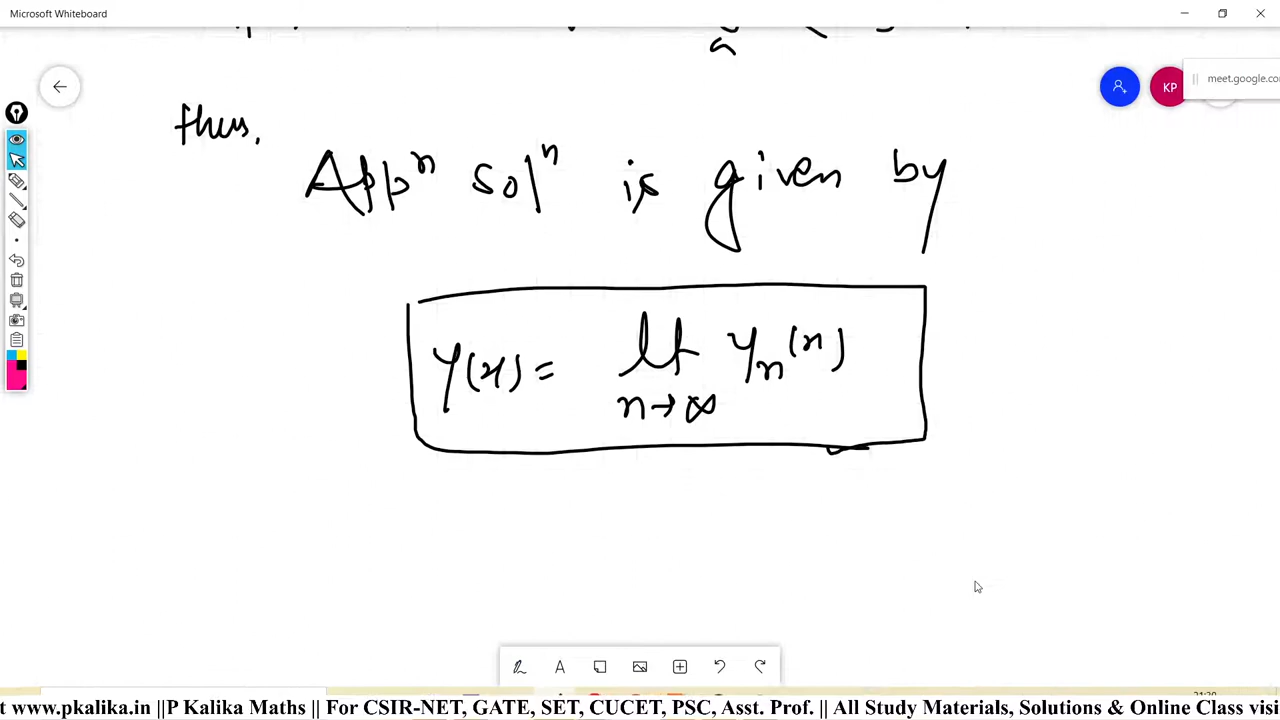 Microsoft Whiteboard
KP
meet.google.co
thus,
Appⁿ solⁿ is given by
y(x) = lt yₙ(x)
n→∞
A
t www.pkalika.in ||P Kalika Maths || For CSIR-NET, GATE, SET, CUCET, PSC, Asst. Prof. || All Study Materials, Solutions & Online Class visi